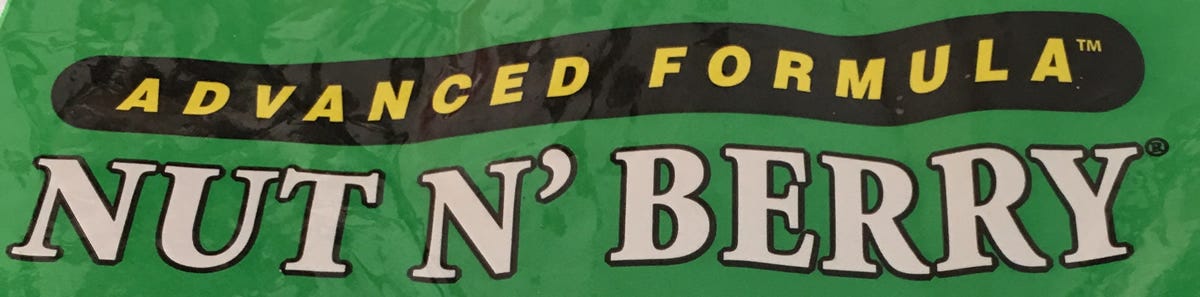 ADVANCED FORMULA™
NUT N' BERRY®